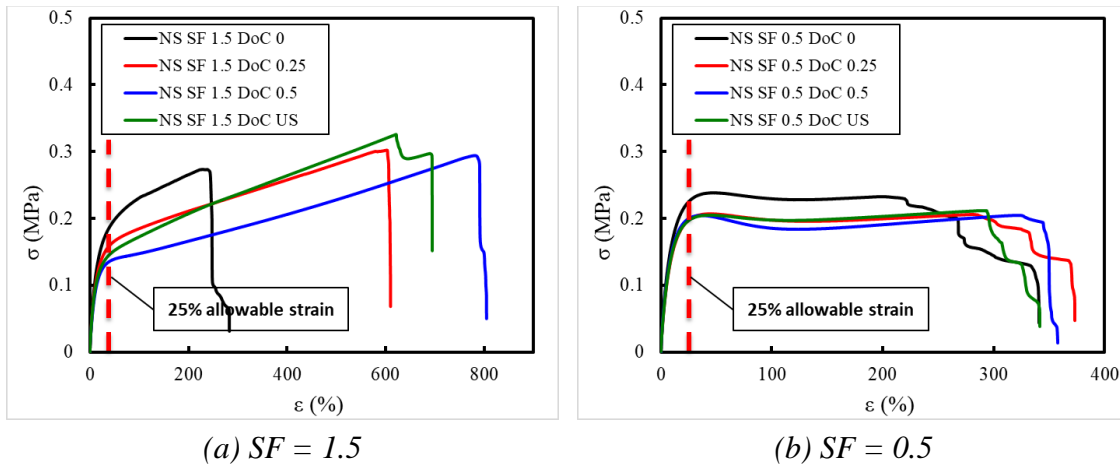 0.5
0.4
0.3
0.2
0.1
0
σ (MPa)
NS SF 1.5 DoC 0
NS SF 1.5 DoC 0.25
NS SF 1.5 DoC 0.5
NS SF 1.5 DoC US
25% allowable strain
0 200 400 600 800
ε (%)
(a) SF = 1.5
0.5
0.4
0.3
0.2
0.1
0
σ (MPa)
NS SF 0.5 DoC 0
NS SF 0.5 DoC 0.25
NS SF 0.5 DoC 0.5
NS SF 0.5 DoC US
25% allowable strain
0 100 200 300 400
ε (%)
(b) SF = 0.5